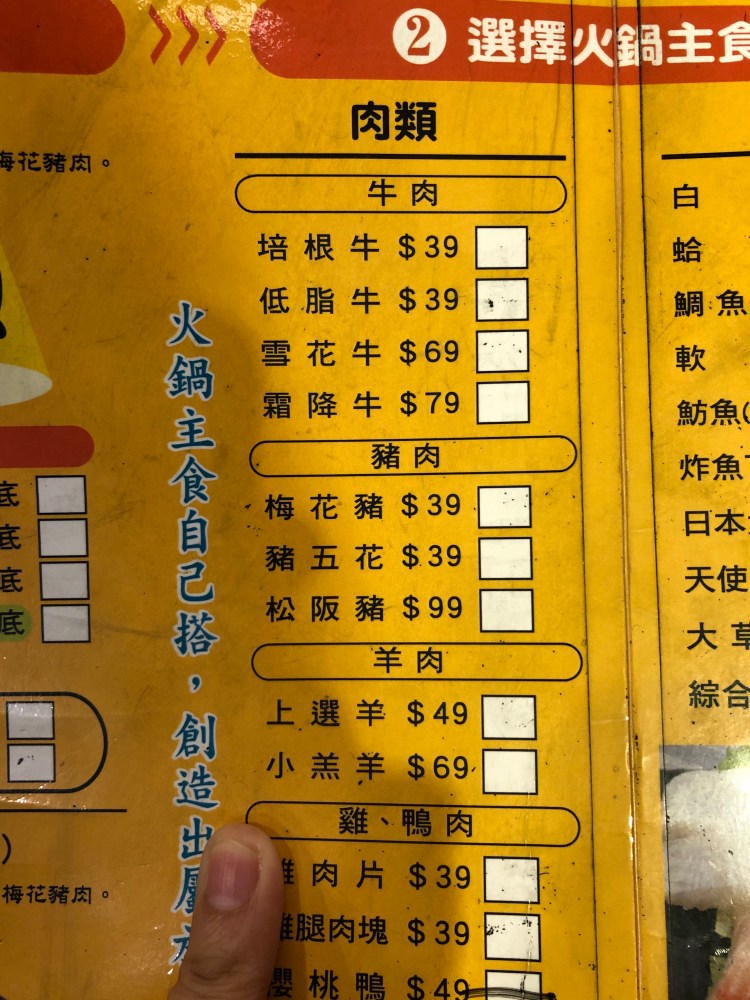 ❷ 選擇火鍋主食
肉類
牛肉
培根牛 $39
低脂牛 $39
雪花牛 $69
霜降牛 $79
豬肉
梅花豬 $39
豬五花 $39
松阪豬 $99
羊肉
上選羊 $49
小羔羊 $69
雞、鴨肉
肉片 $39
腿肉塊 $39
櫻桃鴨 $49
火鍋主食自己搭，創造出屬
梅花豬肉。
底
底
底
底
)
梅花豬肉。
白
蛤
鯛魚
軟
魴魚(
炸魚
日本
天使
大草
綜合